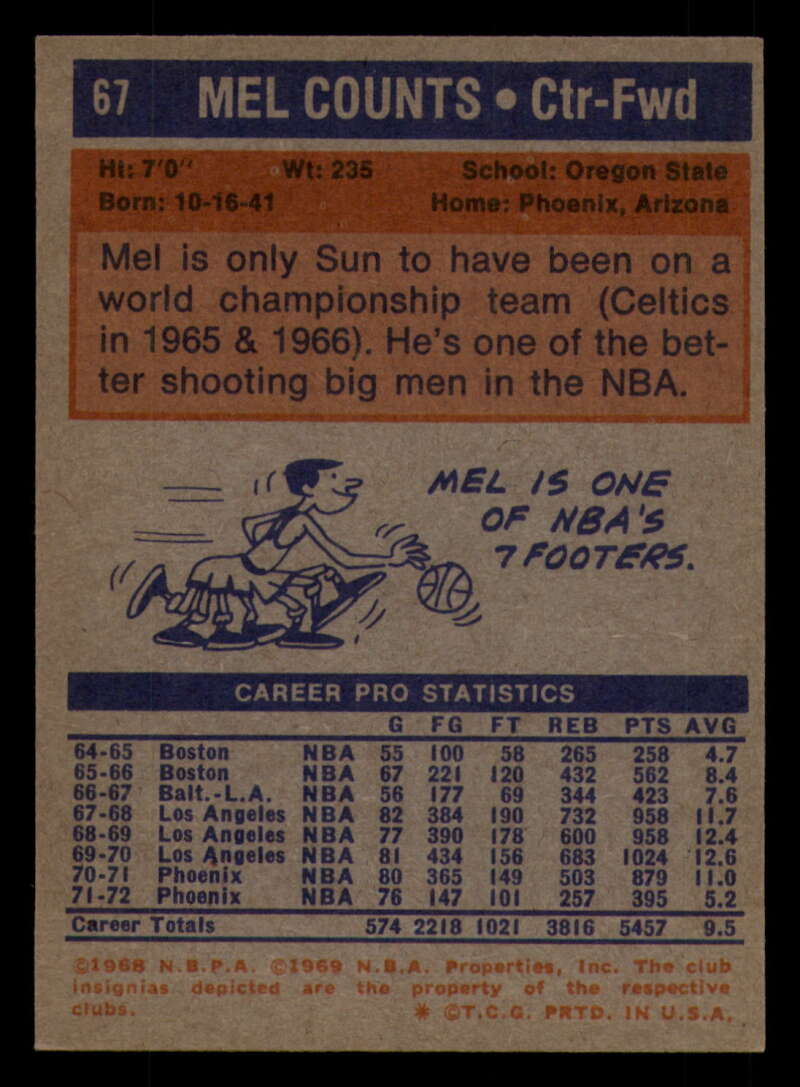 67 MEL COUNTS • Ctr-Fwd
Ht: 7'0" Wt: 235 School: Oregon State
Born: 10-16-41 Home: Phoenix, Arizona
Mel is only Sun to have been on a
world championship team (Celtics
in 1965 & 1966). He's one of the bet-
ter shooting big men in the NBA.
MEL IS ONE
OF NBA'S
7 FOOTERS.
CAREER PRO STATISTICS
G FG FT REB PTS AVG
64-65 Boston NBA 55 100 58 265 258 4.7
65-66 Boston NBA 67 221 120 432 562 8.4
66-67 Balt.-L.A. NBA 56 177 69 344 423 7.6
67-68 Los Angeles NBA 82 384 190 732 958 11.7
68-69 Los Angeles NBA 77 390 178 600 958 12.4
69-70 Los Angeles NBA 81 434 156 683 1024 12.6
70-71 Phoenix NBA 80 365 149 503 879 11.0
71-72 Phoenix NBA 76 147 101 257 395 5.2
Career Totals 574 2218 1021 3816 5457 9.5
©1968 N.B.P.A. ©1969 N.B.A. Properties, Inc. The club
insignias depicted are the property of the respective
clubs. * ©T.C.G. PRTD. IN U.S.A.